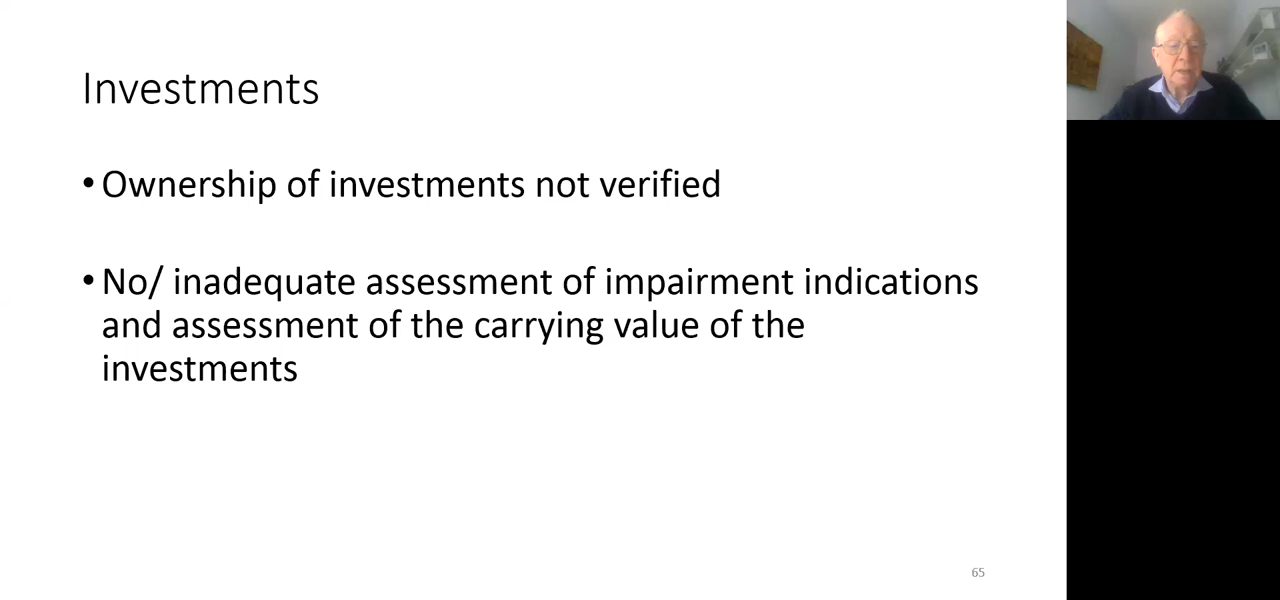 Investments
• Ownership of investments not verified
• No/ inadequate assessment of impairment indications
and assessment of the carrying value of the
investments
65